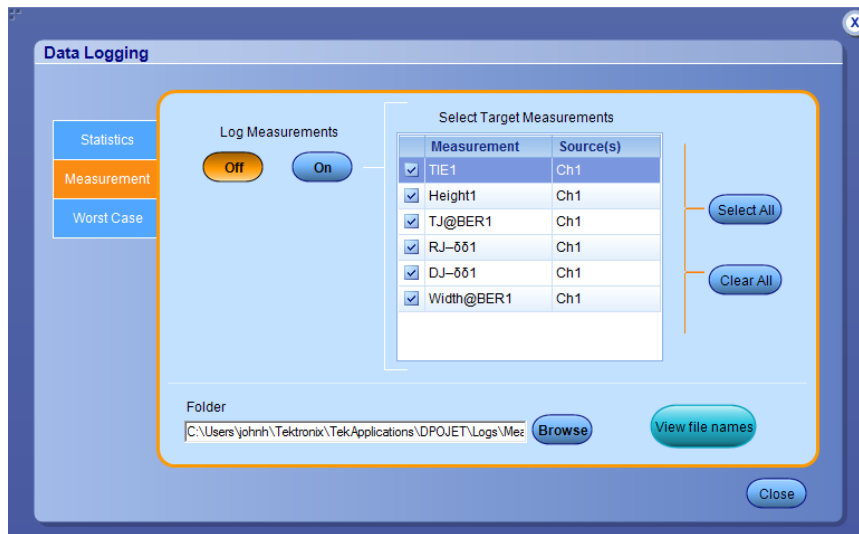 X
Data Logging
Statistics
Measurement
Worst Case
Log Measurements
Off On
Select Target Measurements
Measurement Source(s)
TIE1 Ch1
Height1 Ch1
TJ@BER1 Ch1
RJ–δδ1 Ch1
DJ–δδ1 Ch1
Width@BER1 Ch1
Select All
Clear All
Folder
C:\Users\johnh\Tektronix\TekApplications\DPOJET\Logs\Mea
Browse
View file names
Close